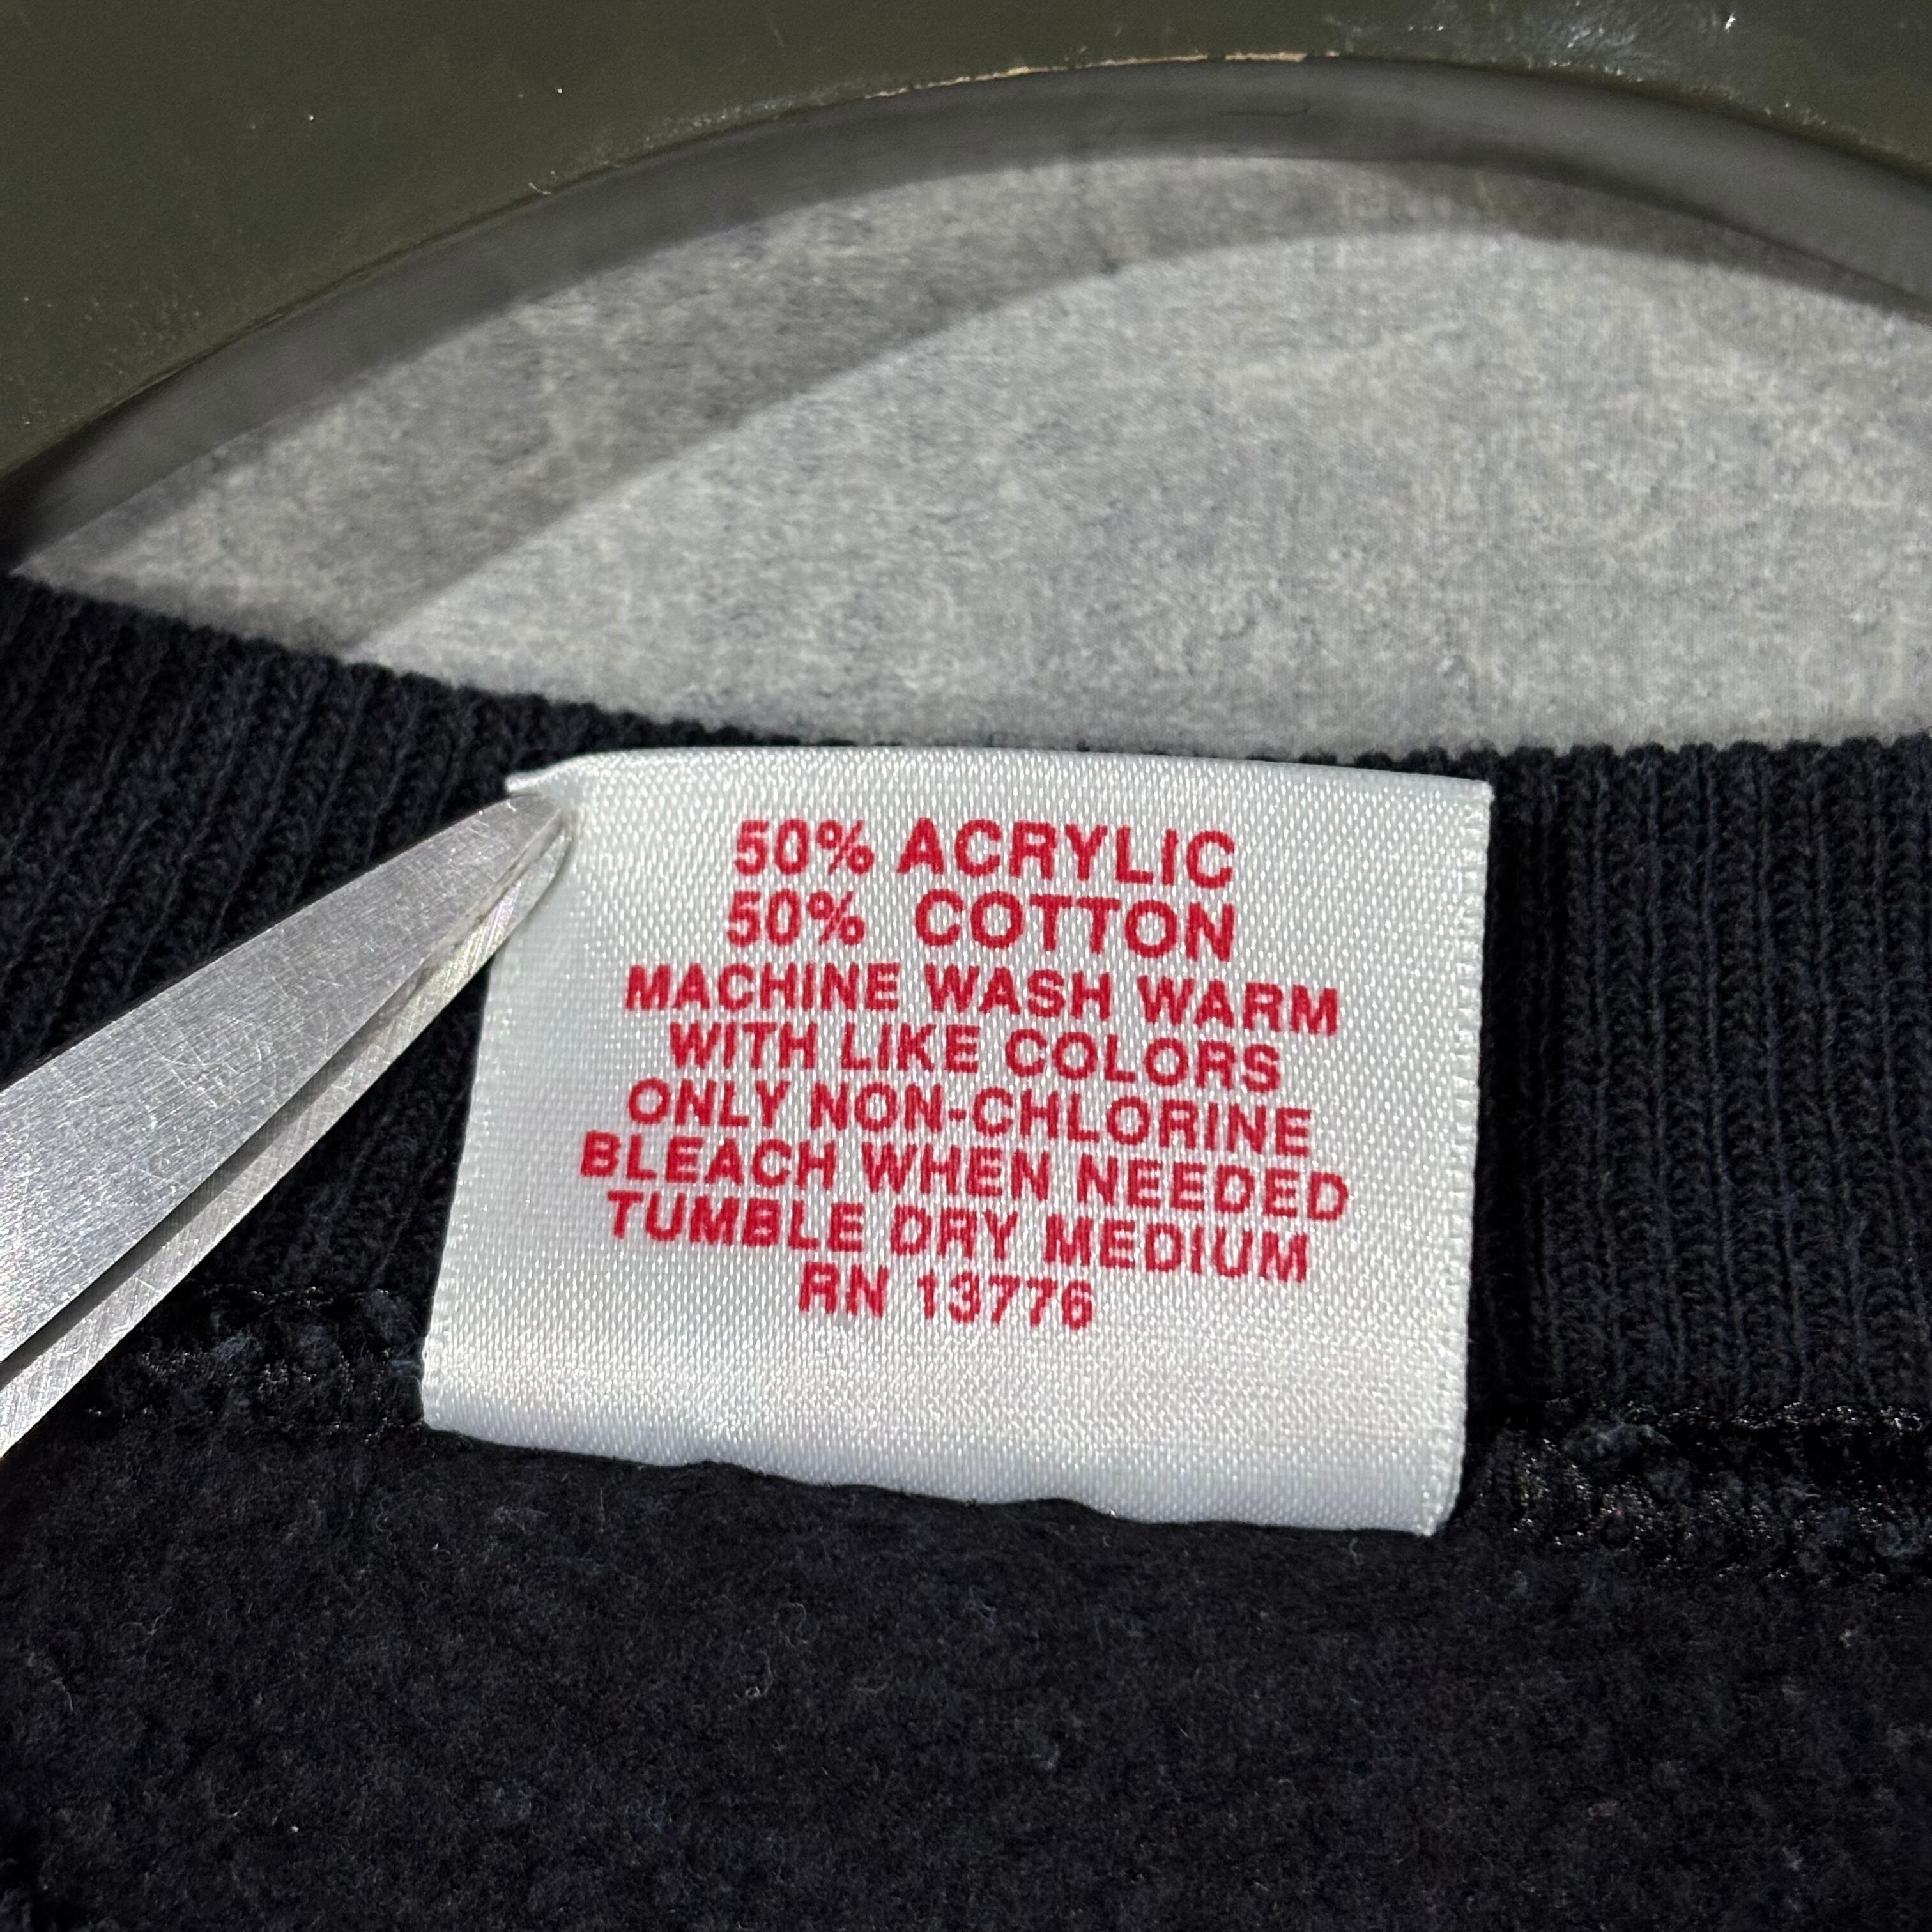 50% ACRYLIC
50% COTTON
MACHINE WASH WARM
WITH LIKE COLORS
ONLY NON-CHLORINE
BLEACH WHEN NEEDED
TUMBLE DRY MEDIUM
RN 13776